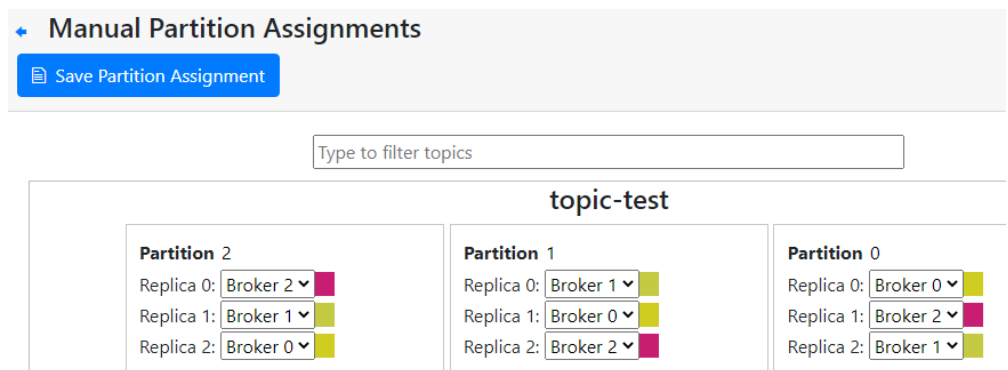 Manual Partition Assignments
Save Partition Assignment
Type to filter topics
topic-test
Partition 2
Replica 0: Broker 2
Replica 1: Broker 1
Replica 2: Broker 0
Partition 1
Replica 0: Broker 1
Replica 1: Broker 0
Replica 2: Broker 2
Partition 0
Replica 0: Broker 0
Replica 1: Broker 2
Replica 2: Broker 1